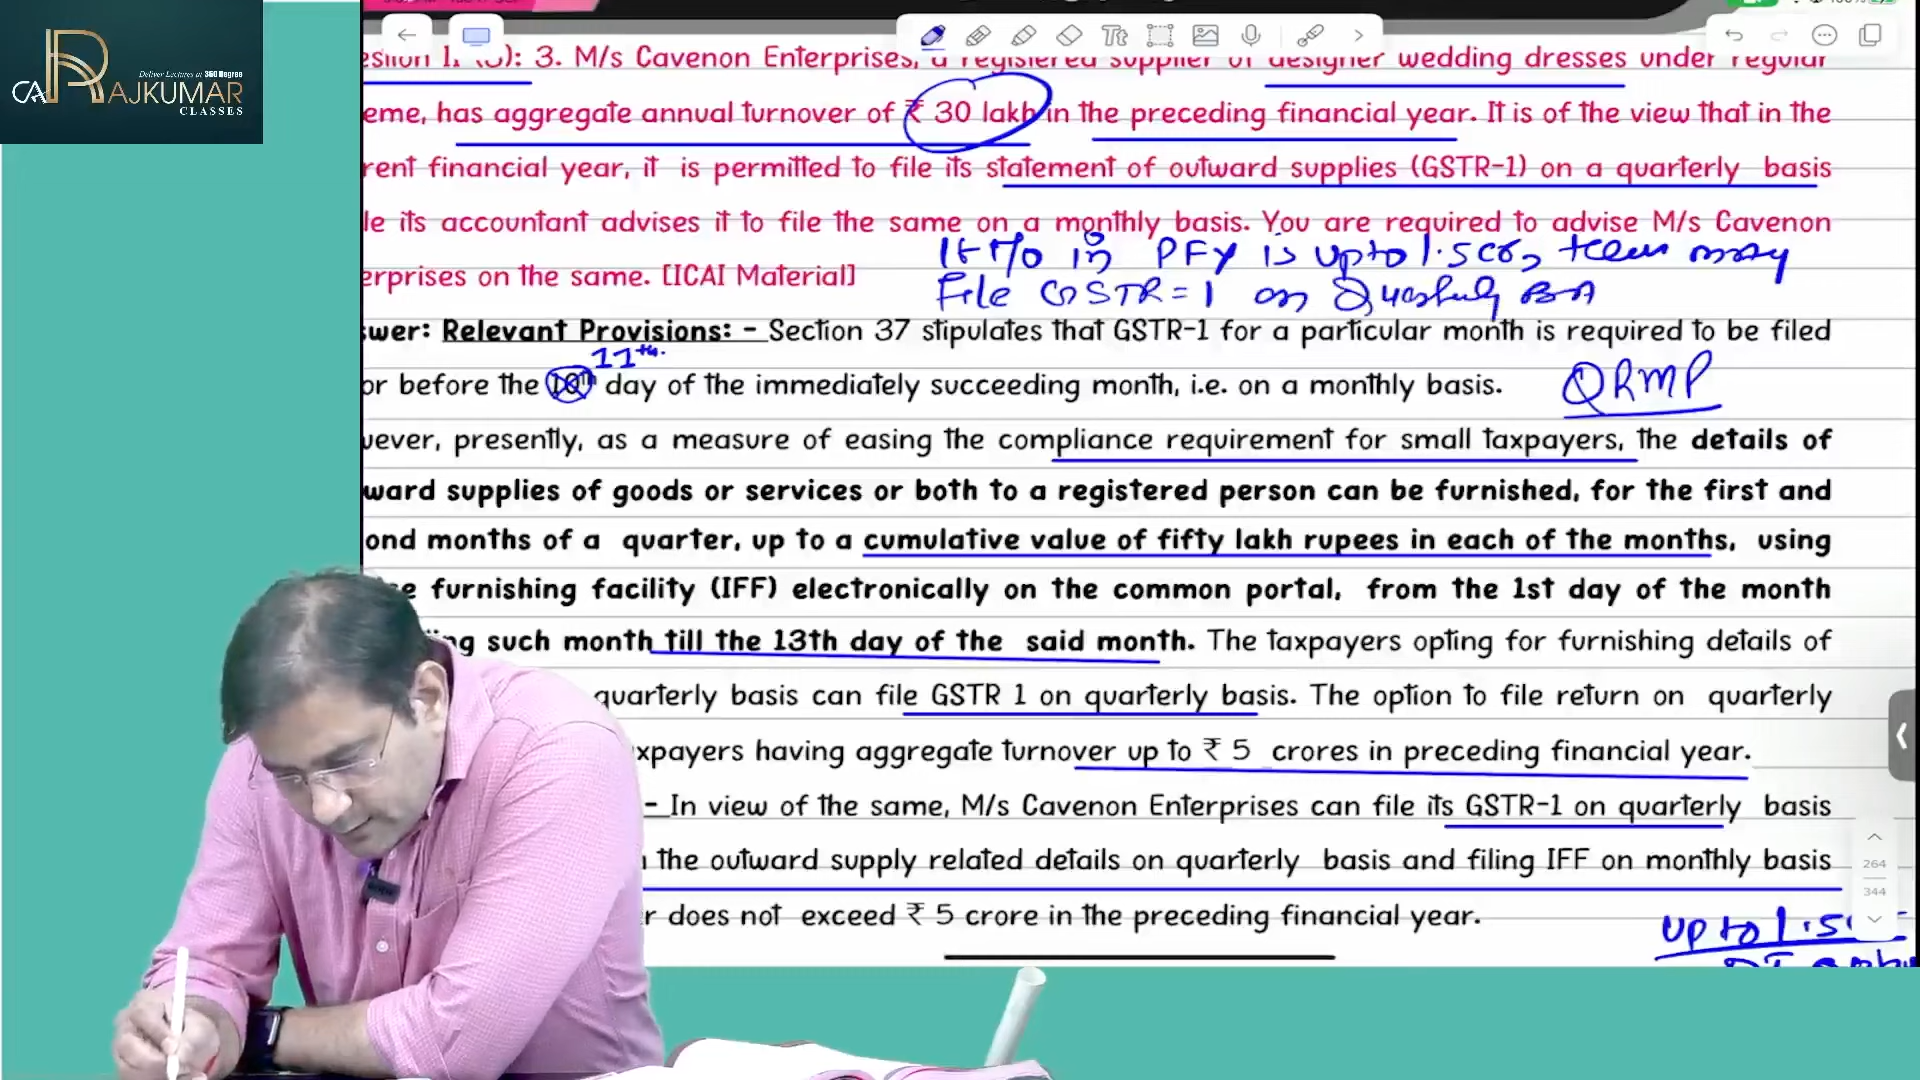 Deliver Lectures at 360 Degree
CA RAJKUMAR
CLASSES
estion 11 (C): 3. M/s Cavenon Enterprises, a registered supplier of designer wedding dresses under regular
eme, has aggregate annual turnover of ₹ 30 lakh in the preceding financial year. It is of the view that in the
rent financial year, it is permitted to file its statement of outward supplies (GSTR-1) on a quarterly basis
le its accountant advises it to file the same on a monthly basis. You are required to advise M/s Cavenon
erprises on the same. [ICAI Material]
If T/o in PFY is upto 1.5cr, then may
File GSTR-1 on Quarterly
swer: Relevant Provisions: - Section 37 stipulates that GSTR-1 for a particular month is required to be filed
11th
or before the 10th day of the immediately succeeding month, i.e. on a monthly basis.
QRMP
wever, presently, as a measure of easing the compliance requirement for small taxpayers, the details of
ward supplies of goods or services or both to a registered person can be furnished, for the first and
ond months of a quarter, up to a cumulative value of fifty lakh rupees in each of the months, using
e furnishing facility (IFF) electronically on the common portal, from the 1st day of the month
ng such month till the 13th day of the said month. The taxpayers opting for furnishing details of
quarterly basis can file GSTR 1 on quarterly basis. The option to file return on quarterly
xpayers having aggregate turnover up to ₹ 5 crores in preceding financial year.
- In view of the same, M/s Cavenon Enterprises can file its GSTR-1 on quarterly basis
the outward supply related details on quarterly basis and filing IFF on monthly basis
r does not exceed ₹ 5 crore in the preceding financial year.
264
344
Up to 1.5